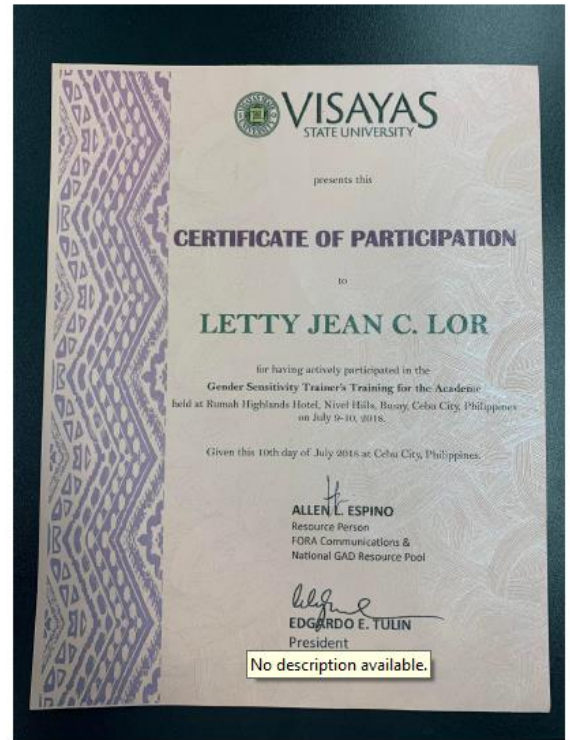 VISAYAS
STATE UNIVERSITY
presents this
CERTIFICATE OF PARTICIPATION
to
LETTY JEAN C. LOR
for having actively participated in the
Gender Sensitivity Trainer's Training for the Academe
held at Rumah Highlands Hotel, Nivel Hills, Busay, Cebu City, Philippines
on July 9-10, 2018.
Given this 10th day of July 2018 at Cebu City, Philippines.
ALLEN L. ESPINO
Resource Person
FORA Communications &
National GAD Resource Pool
EDGARDO E. TULIN
President
No description available.